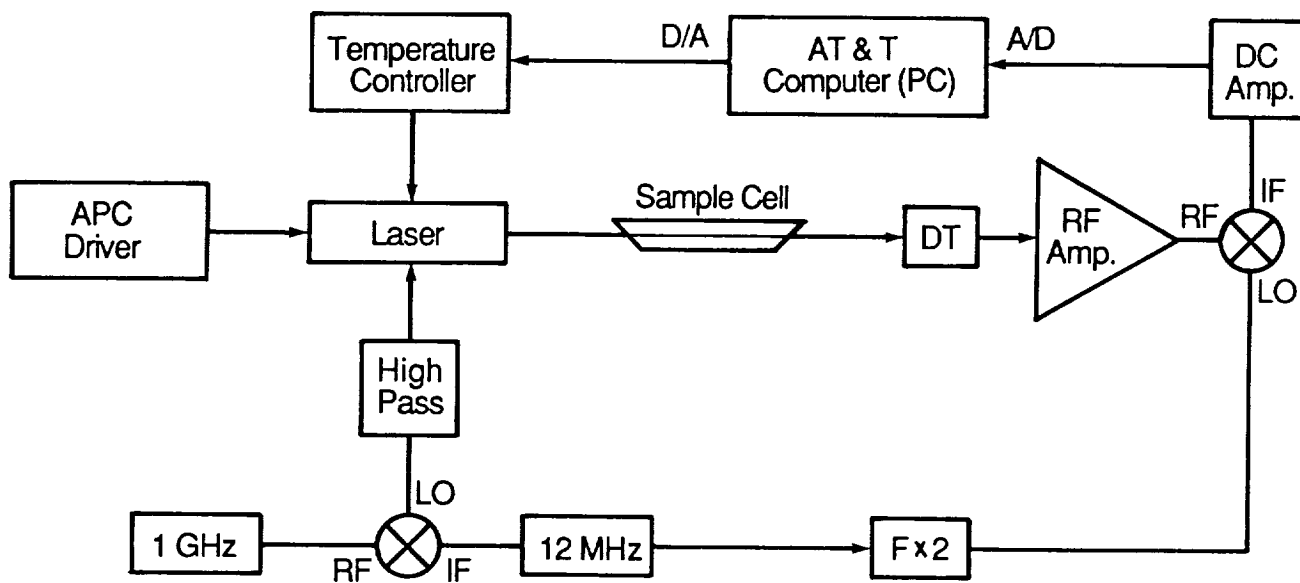 Temperature
Controller
D/A
AT & T
Computer (PC)
A/D
DC
Amp.
APC
Driver
Laser
Sample Cell
DT
RF
Amp.
RF
IF
LO
High
Pass
LO
1 GHz
RF
IF
12 MHz
F x 2